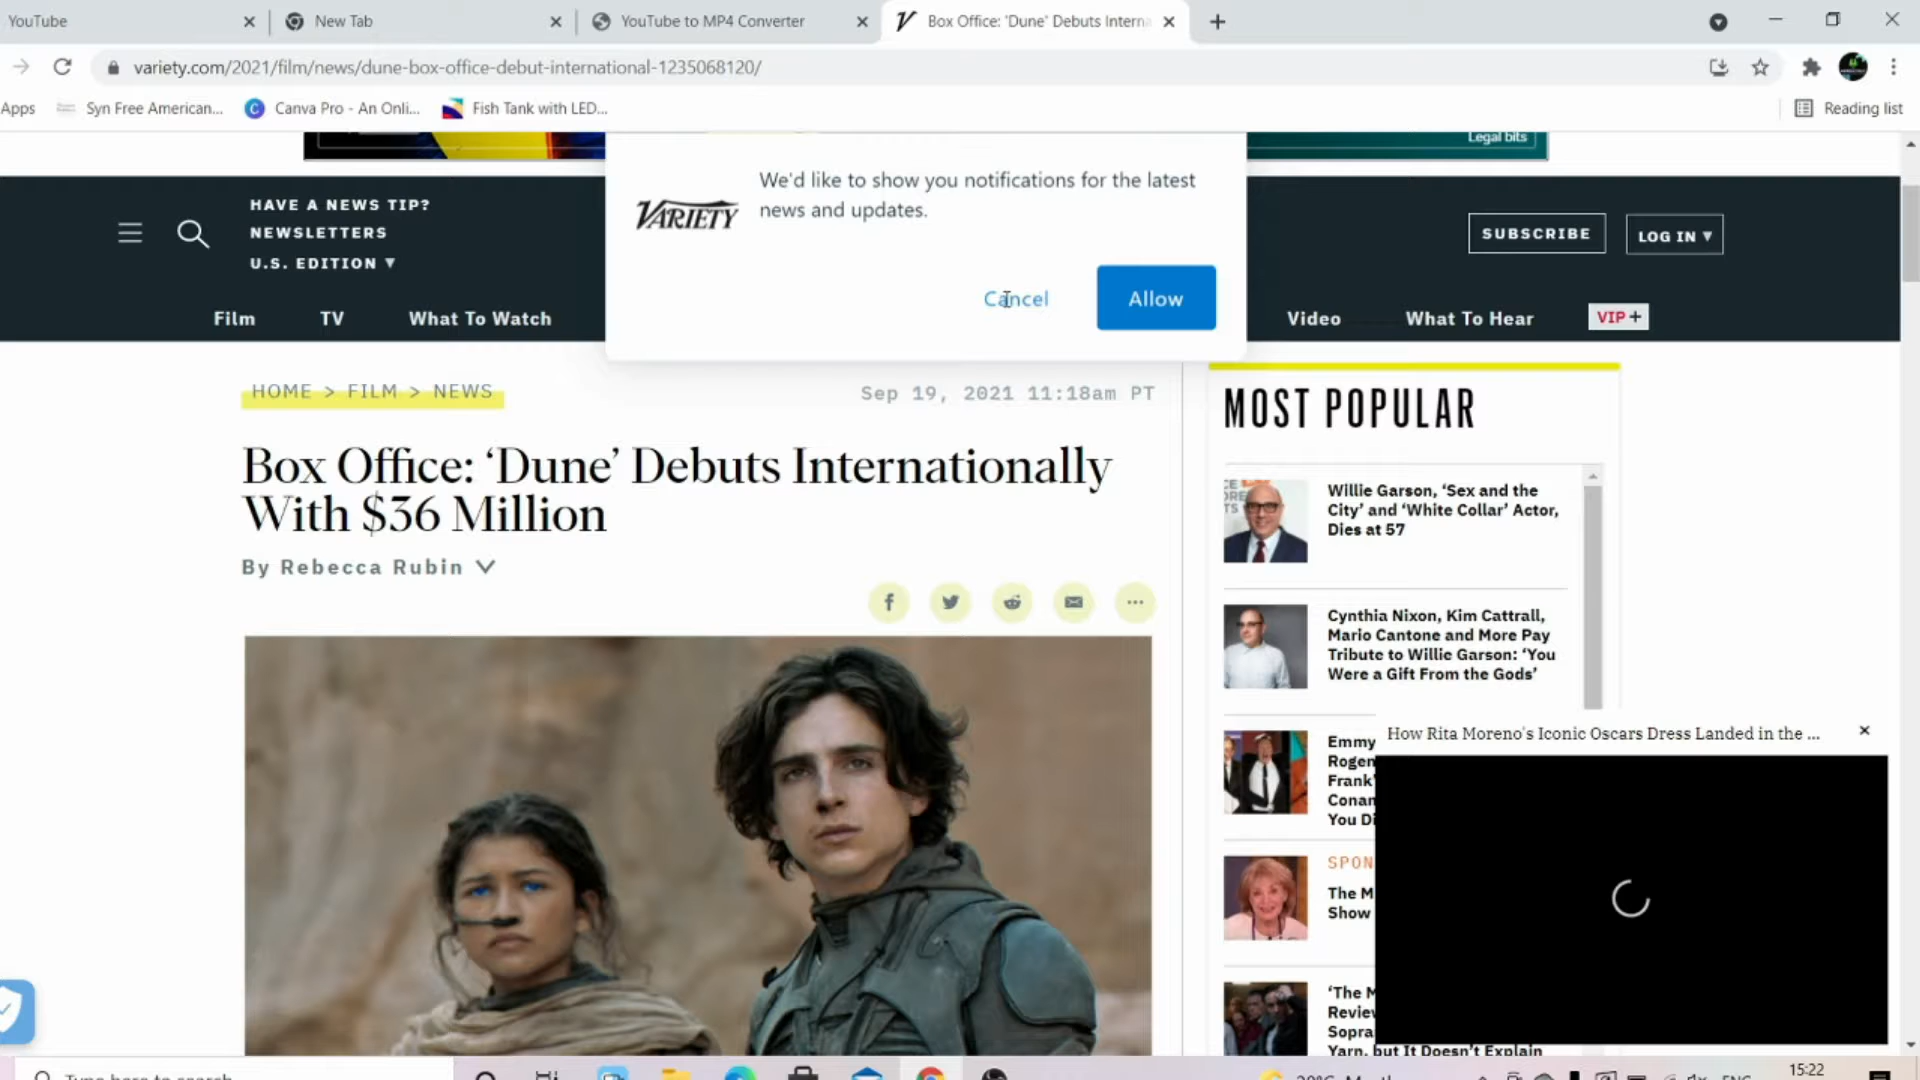 YouTube
New Tab
YouTube to MP4 Converter
Box Office: 'Dune' Debuts Interna
variety.com/2021/film/news/dune-box-office-debut-international-1235068120/
Apps
Syn Free American...
Canva Pro - An Onli...
Fish Tank with LED...
Reading list
Legal bits
HAVE A NEWS TIP?
NEWSLETTERS
U.S. EDITION ▼
VARIETY
We'd like to show you notifications for the latest
news and updates.
Cancel
Allow
SUBSCRIBE
LOG IN ▼
Film
TV
What To Watch
Video
What To Hear
VIP+
HOME > FILM > NEWS
Sep 19, 2021 11:18am PT
Box Office: ‘Dune’ Debuts Internationally
With $36 Million
By Rebecca Rubin
MOST POPULAR
Willie Garson, ‘Sex and the
City’ and ‘White Collar’ Actor,
Dies at 57
Cynthia Nixon, Kim Cattrall,
Mario Cantone and More Pay
Tribute to Willie Garson: ‘You
Were a Gift From the Gods’
Emmy
Rogen
Frank'
Conan
You Di
SPON
The M
Show
‘The M
Review
Sopra
Yarn, but It Doesn’t Explain
How Rita Moreno's Iconic Oscars Dress Landed in the ...
Type here to search
ENG
15:22